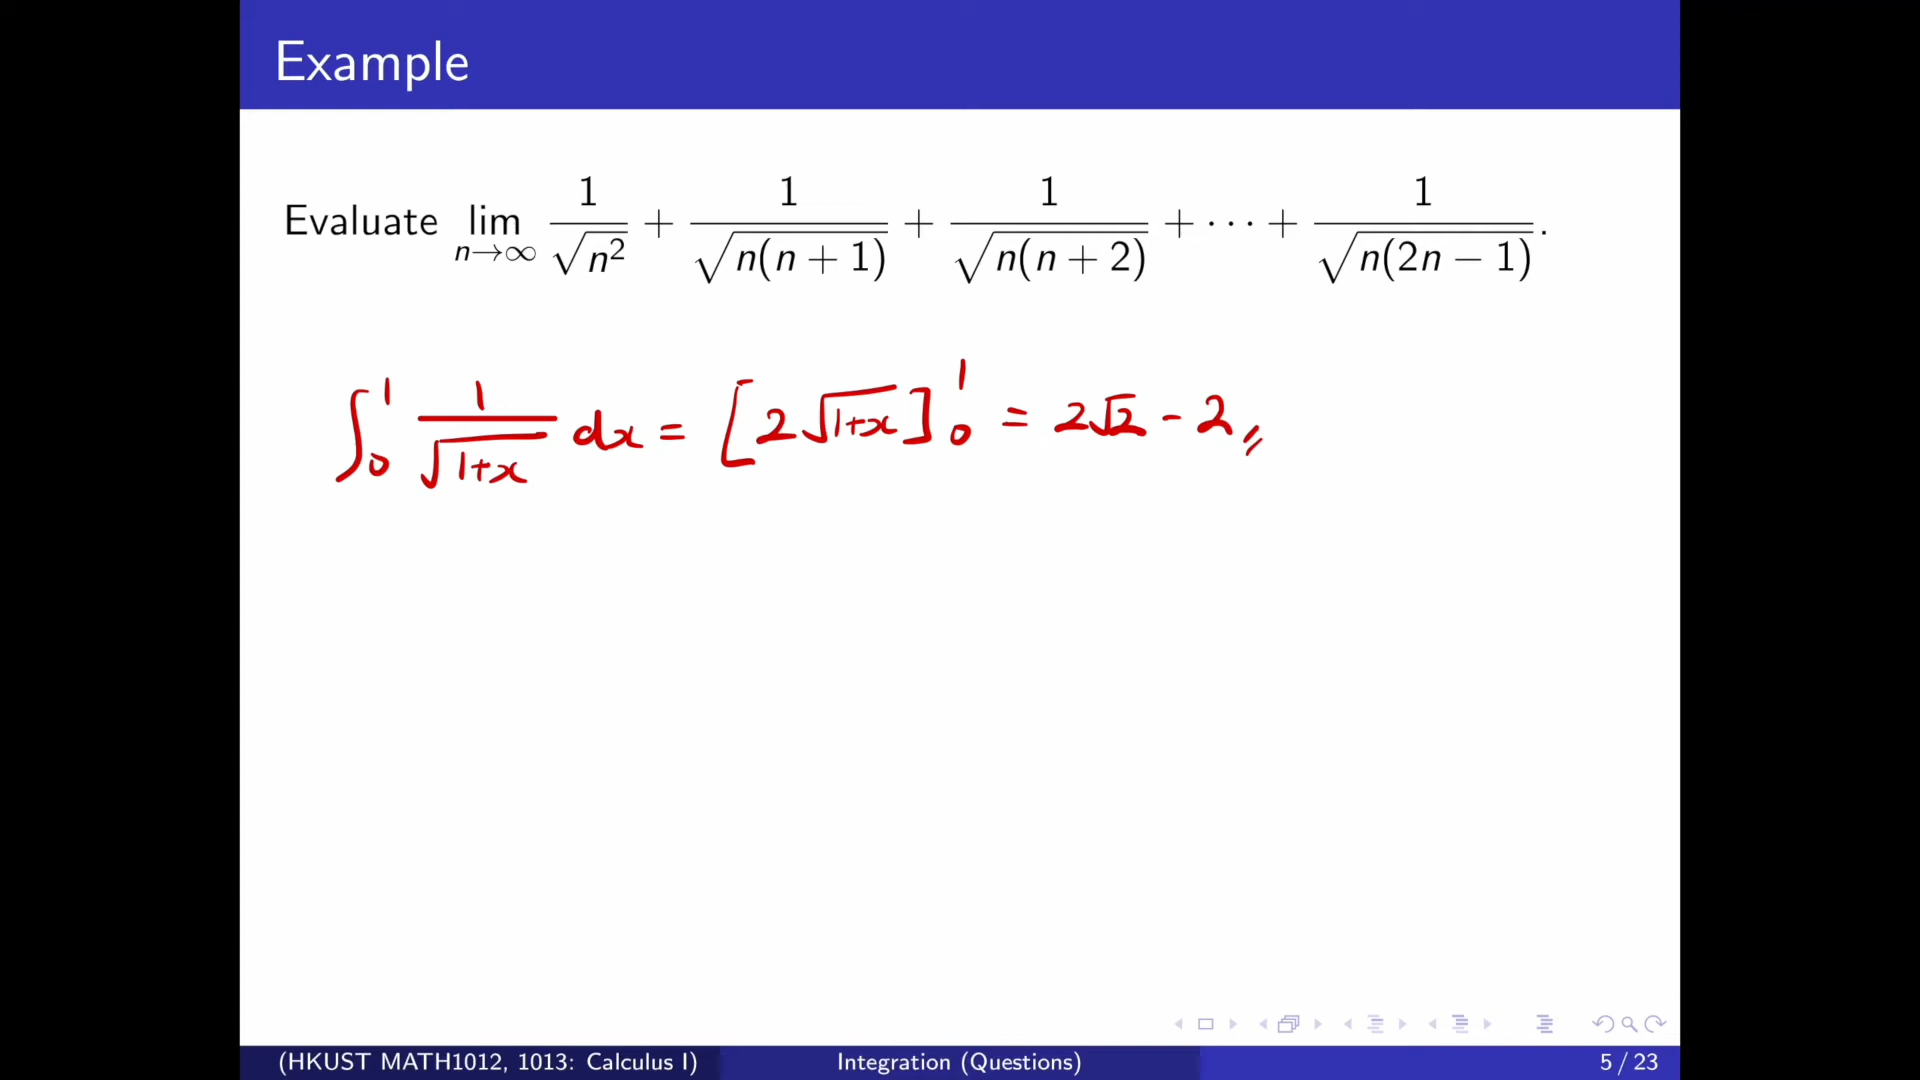 Example
Evaluate lim_{n→∞} 1/√(n²) + 1/√(n(n + 1)) + 1/√(n(n + 2)) + ··· + 1/√(n(2n − 1)).
∫₀¹ 1/√(1+x) dx = [2√(1+x)]₀¹ = 2√2 - 2 //
(HKUST MATH1012, 1013: Calculus I) Integration (Questions) 5 / 23